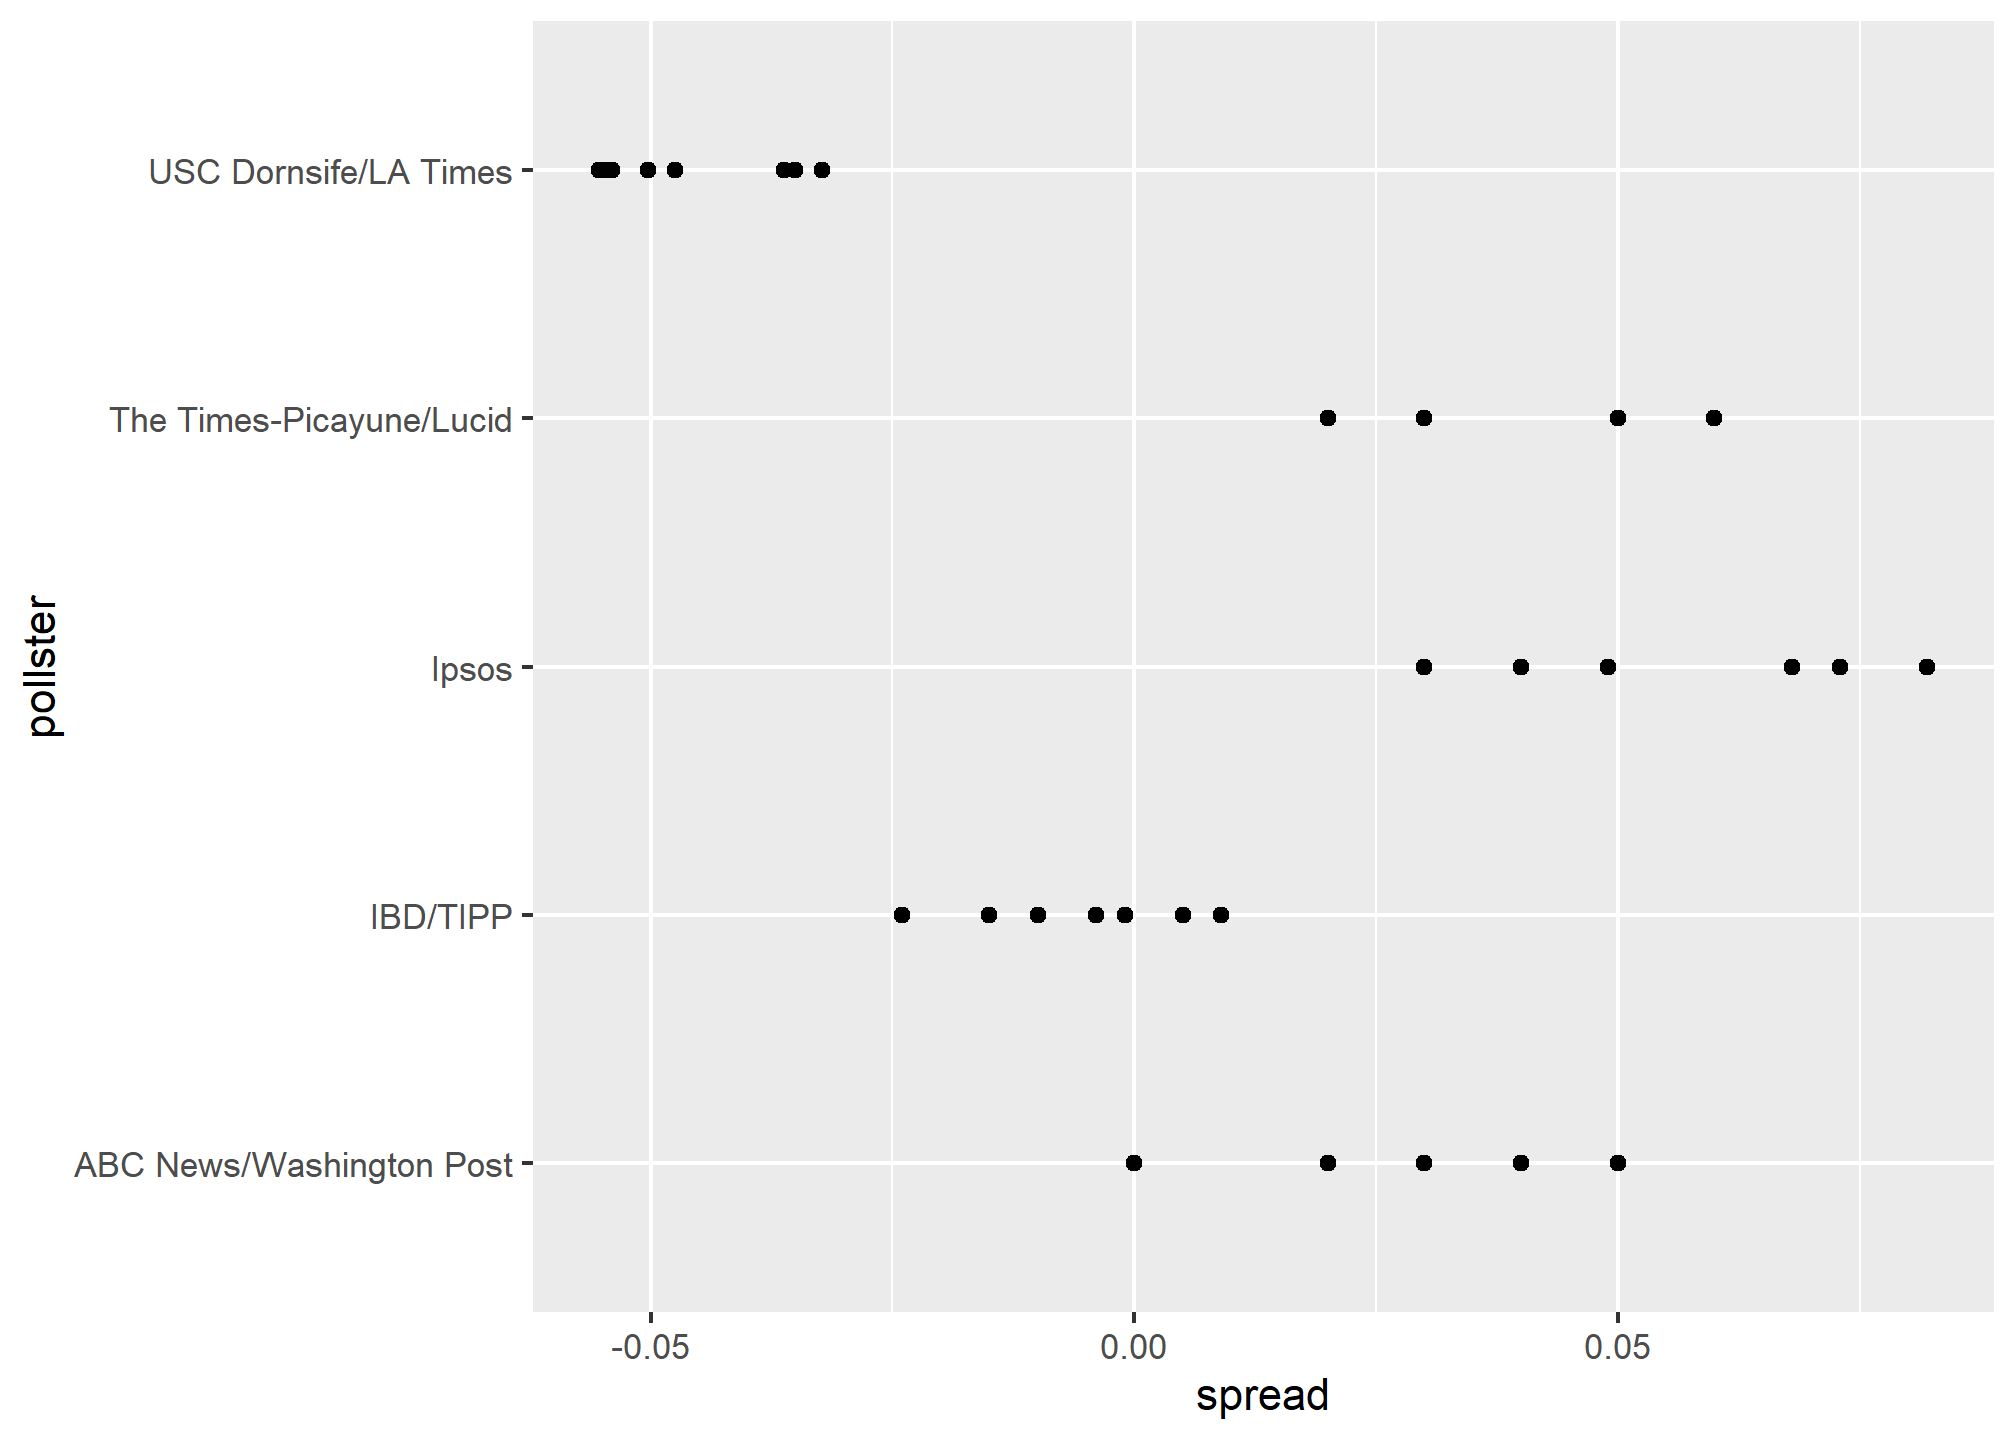 pollster
USC Dornsife/LA Times
The Times-Picayune/Lucid
Ipsos
IBD/TIPP
ABC News/Washington Post
-0.05 0.00 0.05
spread